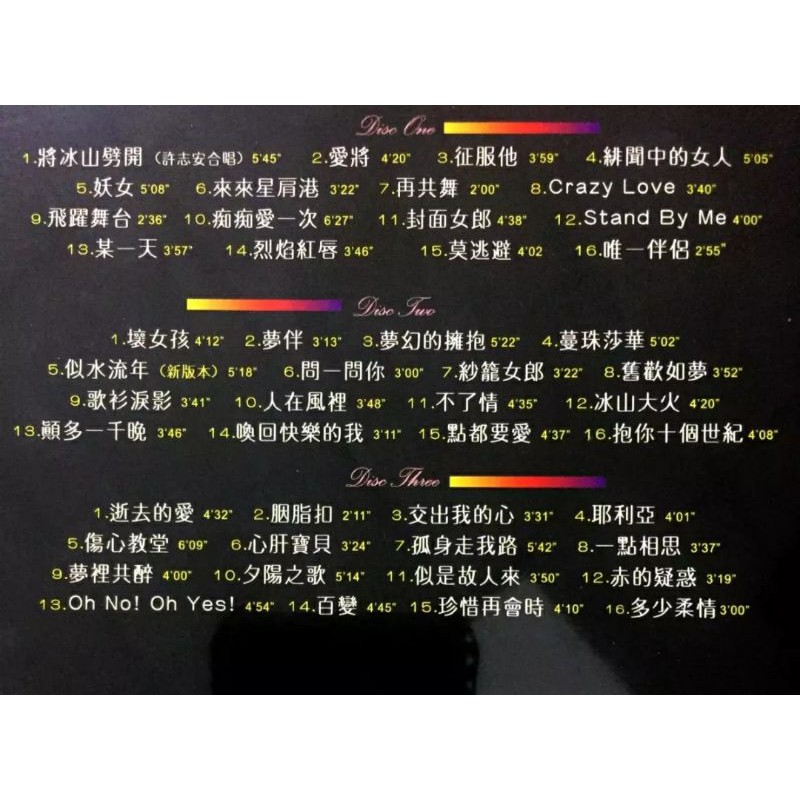 Disc One
1.將冰山劈開（許志安合唱）5'45" 2.愛將 4'20" 3.征服他 3'59" 4.緋聞中的女人 5'05"
5.妖女 5'08" 6.來來星肩港 3'22" 7.再共舞 2'00" 8.Crazy Love 3'40"
9.飛躍舞台 2'36" 10.痴痴愛一次 6'27" 11.封面女郎 4'38" 12.Stand By Me 4'00"
13.某一天 3'57" 14.烈焰紅唇 3'46" 15.莫逃避 4'02 16.唯一伴侶 2'55"
Disc Two
1.壞女孩 4'12" 2.夢伴 3'13" 3.夢幻的擁抱 5'22" 4.蔓珠莎華 5'02"
5.似水流年（新版本）5'18" 6.問一問你 3'00" 7.紗籠女郎 3'22" 8.舊歡如夢 3'52"
9.歌衫淚影 3'41" 10.人在風裡 3'48" 11.不了情 4'35" 12.冰山大火 4'20"
13.願多一千晚 3'46" 14.喚回快樂的我 3'11" 15.點都要愛 4'37" 16.抱你十個世紀 4'08"
Disc Three
1.逝去的愛 4'32" 2.胭脂扣 2'11" 3.交出我的心 3'31" 4.耶利亞 4'01"
5.傷心教堂 6'09" 6.心肝寶貝 3'24" 7.孤身走我路 5'42" 8.一點相思 3'37"
9.夢裡共醉 4'00" 10.夕陽之歌 5'14" 11.似是故人來 3'50" 12.赤的疑惑 3'19"
13.Oh No! Oh Yes! 4'54" 14.百變 4'45" 15.珍惜再會時 4'10" 16.多少柔情 3'00"